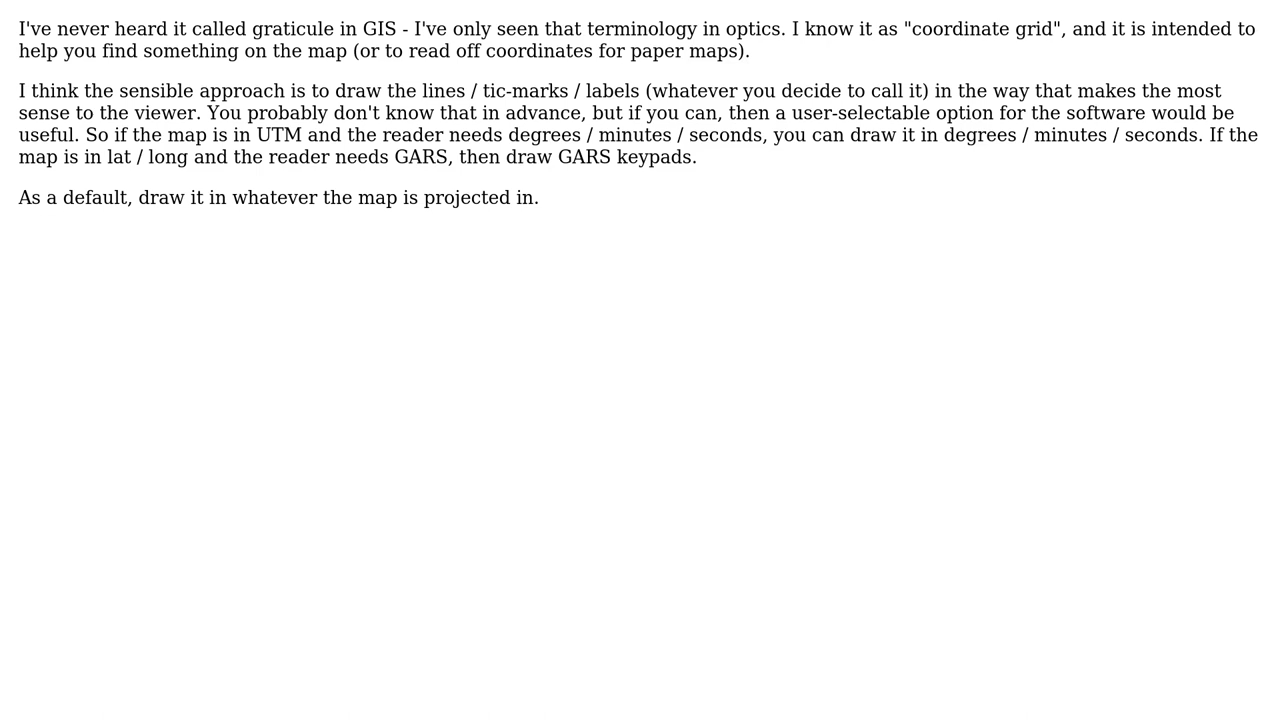 I've never heard it called graticule in GIS - I've only seen that terminology in optics. I know it as "coordinate grid", and it is intended to
help you find something on the map (or to read off coordinates for paper maps).
I think the sensible approach is to draw the lines / tic-marks / labels (whatever you decide to call it) in the way that makes the most
sense to the viewer. You probably don't know that in advance, but if you can, then a user-selectable option for the software would be
useful. So if the map is in UTM and the reader needs degrees / minutes / seconds, you can draw it in degrees / minutes / seconds. If the
map is in lat / long and the reader needs GARS, then draw GARS keypads.
As a default, draw it in whatever the map is projected in.